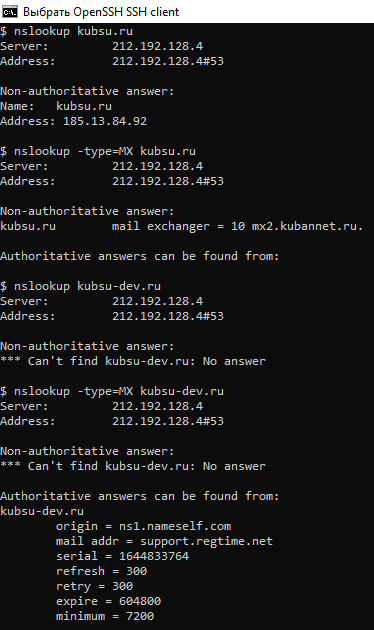 Выбрать OpenSSH SSH client
$ nslookup kubsu.ru
Server:         212.192.128.4
Address:        212.192.128.4#53

Non-authoritative answer:
Name:   kubsu.ru
Address: 185.13.84.92

$ nslookup -type=MX kubsu.ru
Server:         212.192.128.4
Address:        212.192.128.4#53

Non-authoritative answer:
kubsu.ru        mail exchanger = 10 mx2.kubannet.ru.

Authoritative answers can be found from:

$ nslookup kubsu-dev.ru
Server:         212.192.128.4
Address:        212.192.128.4#53

Non-authoritative answer:
*** Can't find kubsu-dev.ru: No answer

$ nslookup -type=MX kubsu-dev.ru
Server:         212.192.128.4
Address:        212.192.128.4#53

Non-authoritative answer:
*** Can't find kubsu-dev.ru: No answer

Authoritative answers can be found from:
kubsu-dev.ru
        origin = ns1.nameself.com
        mail addr = support.regtime.net
        serial = 1644833764
        refresh = 300
        retry = 300
        expire = 604800
        minimum = 7200